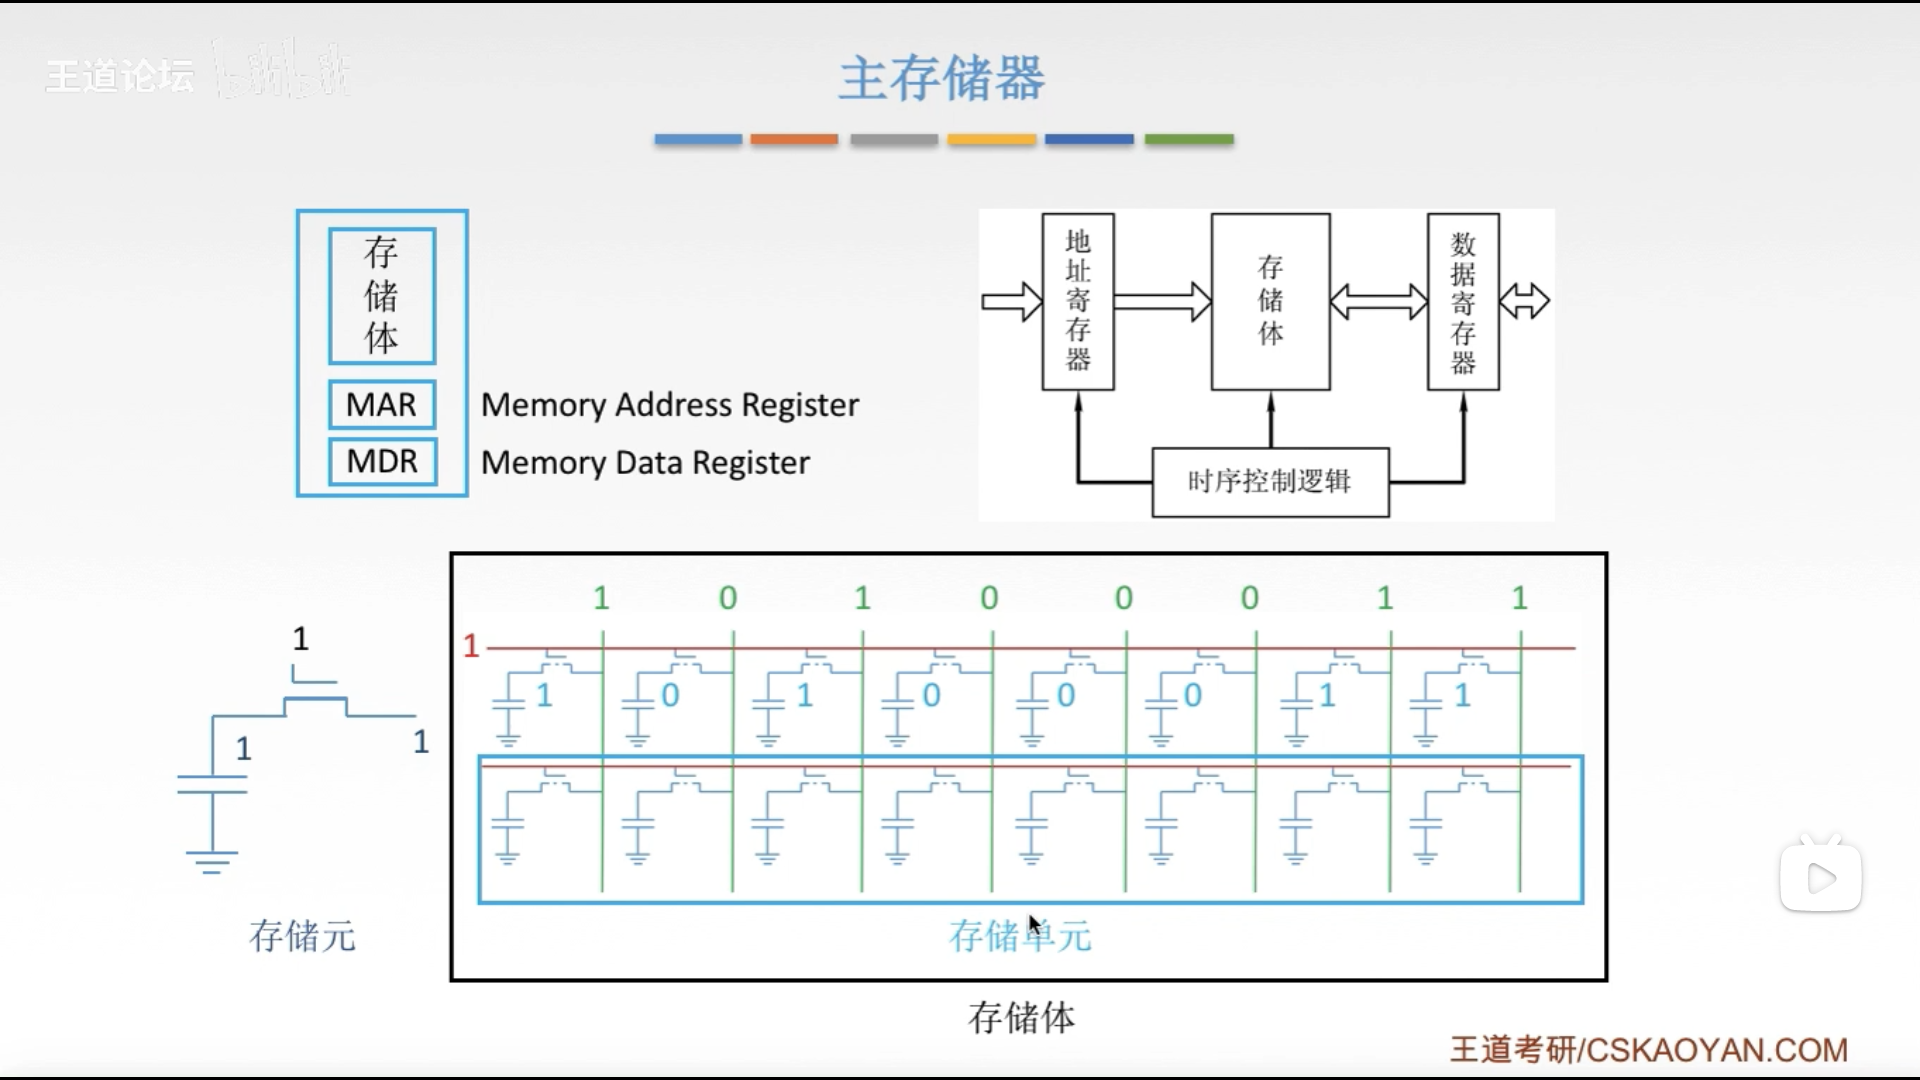 王道论坛 bilibili
主存储器
存储体
MAR Memory Address Register
MDR Memory Data Register
地址寄存器
存储体
数据寄存器
时序控制逻辑
1
1
1
存储元
1 0 1 0 0 0 1 1
1
1 0 1 0 0 0 1 1
存储单元
存储体
王道考研/CSKAOYAN.COM